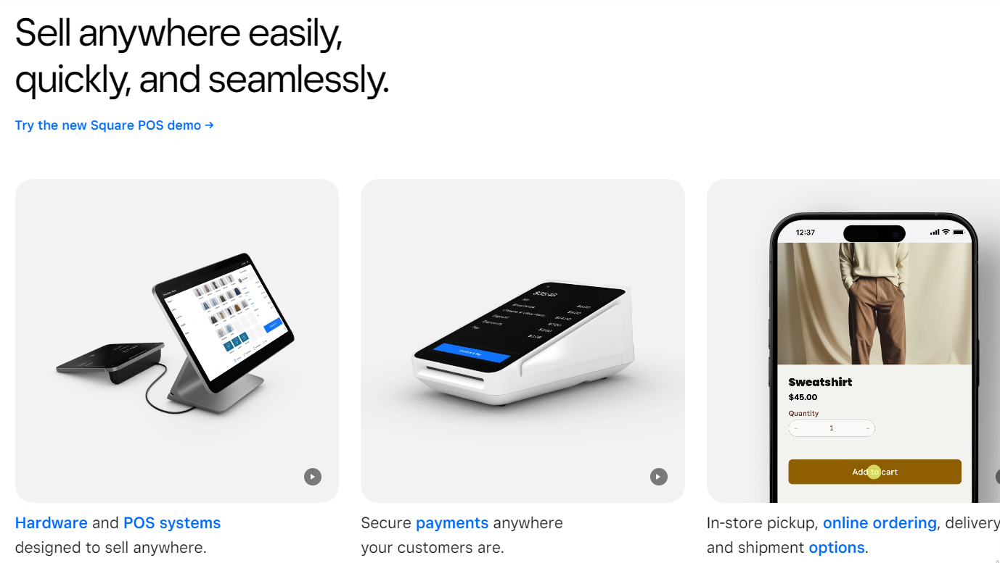 Sell anywhere easily,
quickly, and seamlessly.
Try the new Square POS demo →
12:37
Sweatshirt
$45.00
Quantity
− 1 +
Add to cart
Confirm & Pay
Hardware and POS systems
designed to sell anywhere.
Secure payments anywhere
your customers are.
In-store pickup, online ordering, delivery
and shipment options.